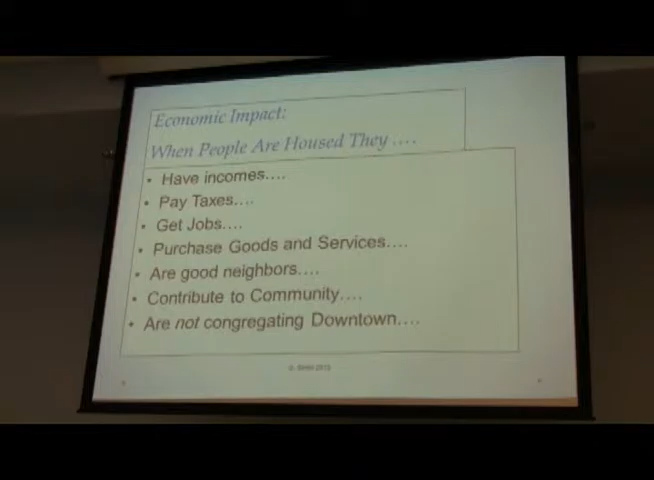 Economic Impact:
When People Are Housed They ....
• Have incomes....
• Pay Taxes....
• Get Jobs....
• Purchase Goods and Services....
• Are good neighbors....
• Contribute to Community....
• Are not congregating Downtown....